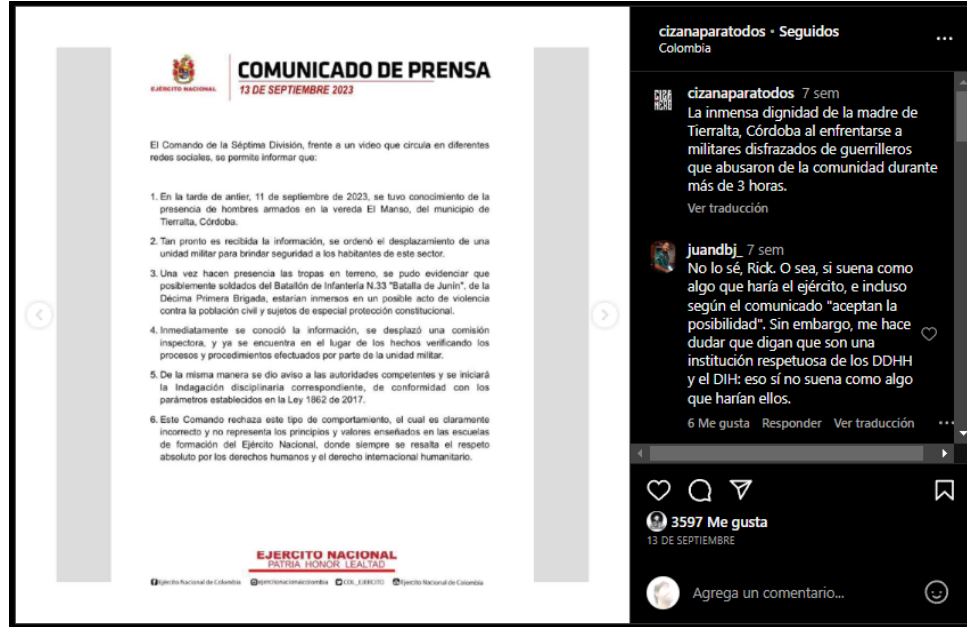 EJÉRCITO NACIONAL
COMUNICADO DE PRENSA
13 DE SEPTIEMBRE 2023
El Comando de la Séptima División, frente a un video que circula en diferentes
redes sociales, se permite informar que:
1. En la tarde de antier, 11 de septiembre de 2023, se tuvo conocimiento de la
presencia de hombres armados en la vereda El Manso, del municipio de
Tierralta, Córdoba.
2. Tan pronto es recibida la información, se ordenó el desplazamiento de una
unidad militar para brindar seguridad a los habitantes de este sector.
3. Una vez hacen presencia las tropas en terreno, se pudo evidenciar que
posiblemente soldados del Batallón de Infantería N.33 "Batalla de Junín", de la
Décima Primera Brigada, estarían inmersos en un posible acto de violencia
contra la población civil y sujetos de especial protección constitucional.
4. Inmediatamente se conoció la información, se desplazó una comisión
inspectora, y ya se encuentra en el lugar de los hechos verificando los
procesos y procedimientos efectuados por parte de la unidad militar.
5. De la misma manera se dio aviso a las autoridades competentes y se iniciará
la Indagación disciplinaria correspondiente, de conformidad con los
parámetros establecidos en la Ley 1862 de 2017.
6. Este Comando rechaza este tipo de comportamiento, el cual es claramente
incorrecto y no representa los principios y valores enseñados en las escuelas
de formación del Ejército Nacional, donde siempre se resalta el respeto
absoluto por los derechos humanos y el derecho internacional humanitario.
EJERCITO NACIONAL
PATRIA HONOR LEALTAD
Ejército Nacional de Colombia @ejercitonacionalcolombia COL_EJERCITO Ejército Nacional de Colombia
cizanaparatodos • Seguidos
Colombia
cizanaparatodos 7 sem
La inmensa dignidad de la madre de
Tierralta, Córdoba al enfrentarse a
militares disfrazados de guerrilleros
que abusaron de la comunidad durante
más de 3 horas.
Ver traducción
juandbj_ 7 sem
No lo sé, Rick. O sea, si suena como
algo que haría el ejército, e incluso
según el comunicado "aceptan la
posibilidad". Sin embargo, me hace
dudar que digan que son una
institución respetuosa de los DDHH
y el DIH: eso sí no suena como algo
que harían ellos.
6 Me gusta Responder Ver traducción
3597 Me gusta
13 DE SEPTIEMBRE
Agrega un comentario...